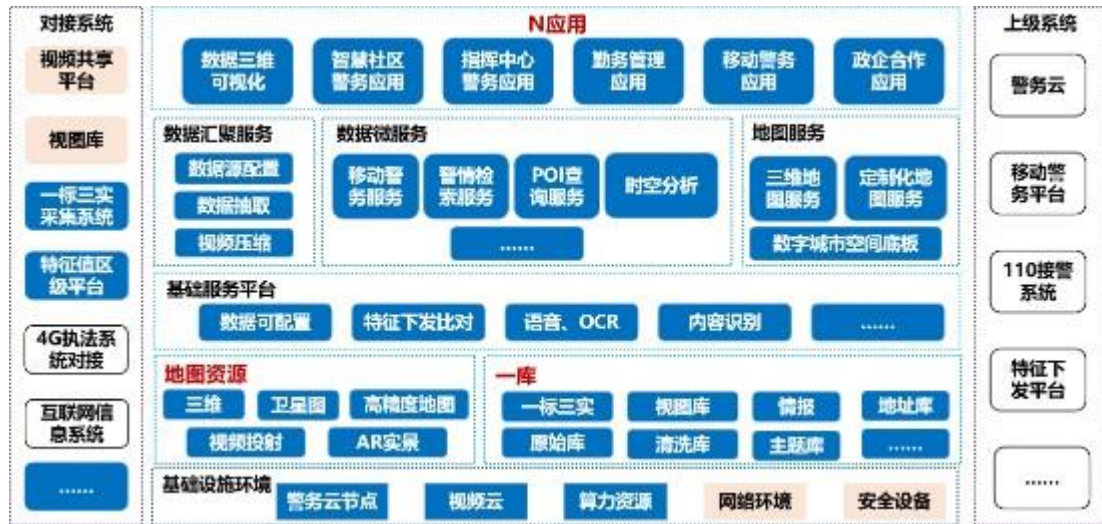 对接系统
视频共享
平台
视图库
一标三实
采集系统
特征值区
级平台
4G执法系
统对接
互联网信
息系统
......
N应用
数据三维
可视化
智慧社区
警务应用
指挥中心
警务应用
勤务管理
应用
移动警务
应用
政企合作
应用
数据汇聚服务
数据源配置
数据抽取
视频压缩
数据微服务
移动警
务服务
警情检
索服务
POI查
询服务
时空分析
......
地图服务
三维地
图服务
定制化地
图服务
数字城市空间底板
基础服务平台
数据可配置
特征下发比对
语音、OCR
内容识别
......
地图资源
三维
卫星图
高精度地图
视频投射
AR实景
一库
一标三实
视图库
情报
地址库
原始库
清洗库
主题库
......
基础设施环境
警务云节点
视频云
算力资源
网络环境
安全设备
上级系统
警务云
移动警
务平台
110接警
系统
特征下
发平台
......